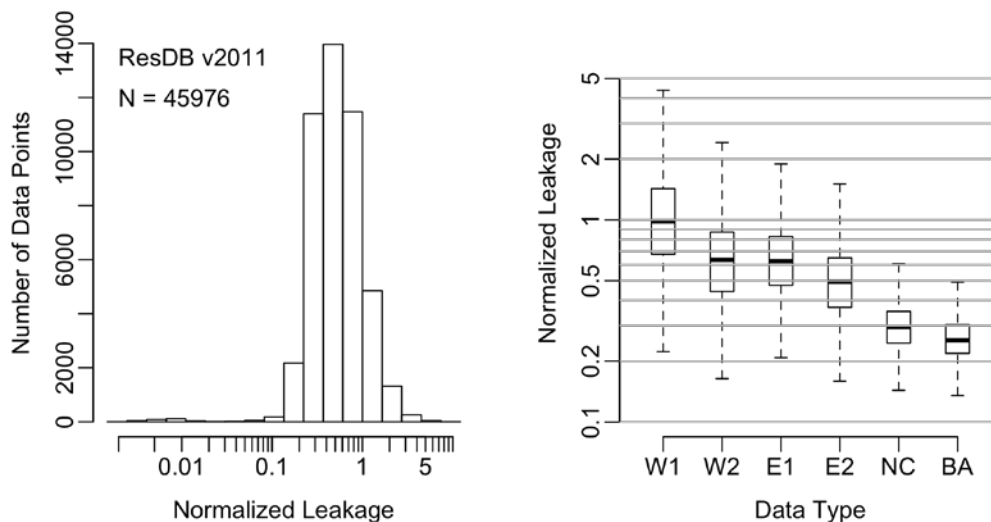 ResDB v2011
N = 45976
Number of Data Points
0
2000
6000
10000
14000
0.01
0.1
1
5
Normalized Leakage
Normalized Leakage
5
2
1
0.5
0.2
0.1
W1 W2 E1 E2 NC BA
Data Type